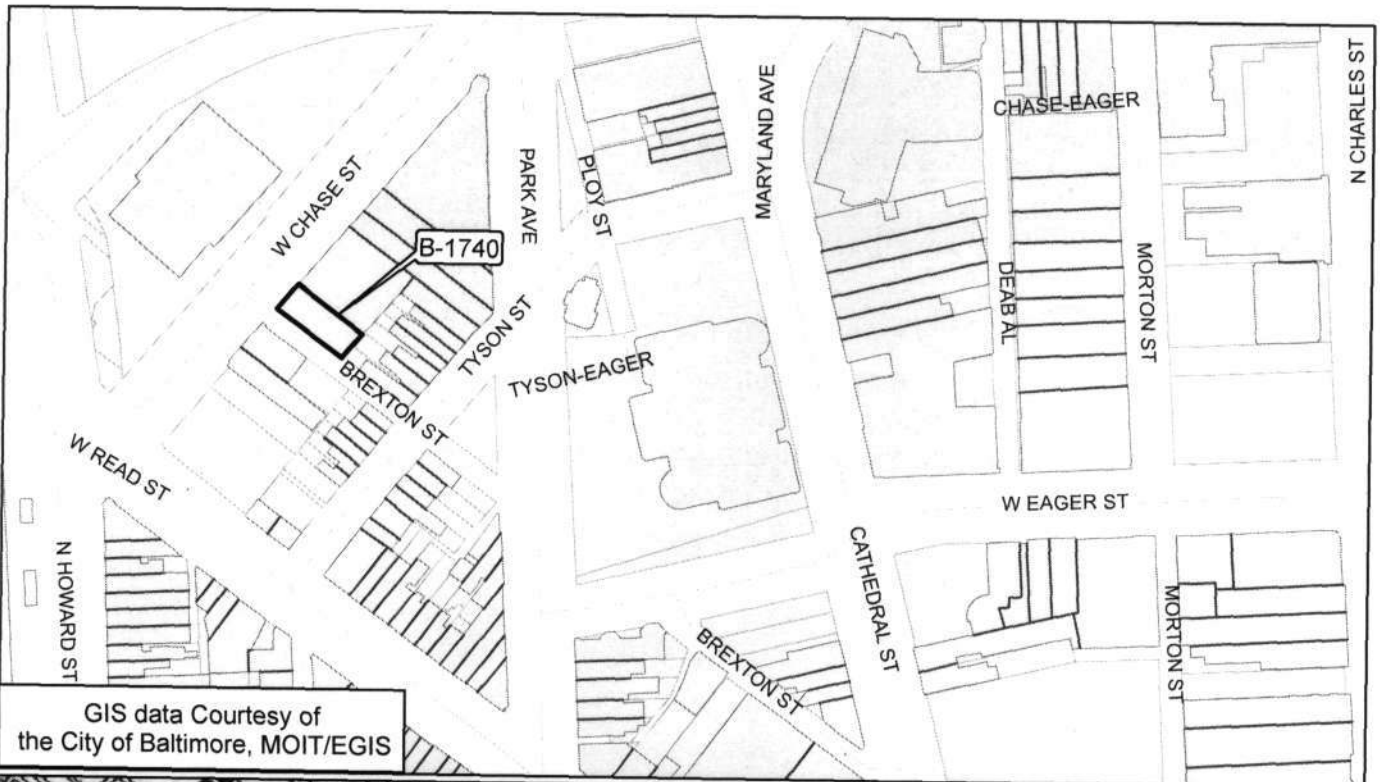 CHASE-EAGER
N CHARLES ST
MARYLAND AVE
W CHASE ST
PARK AVE
PLOY ST
B-1740
DEAB AL
MORTON ST
TYSON ST
TYSON-EAGER
BREXTON ST
W READ ST
W EAGER ST
N HOWARD ST
CATHEDRAL ST
BREXTON ST
MORTON ST
GIS data Courtesy of
the City of Baltimore, MOIT/EGIS